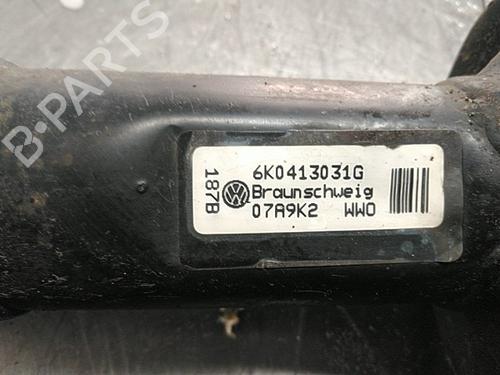 B-PARTS
187B
6K0413031G
Braunschweig
07A9K2 WWO